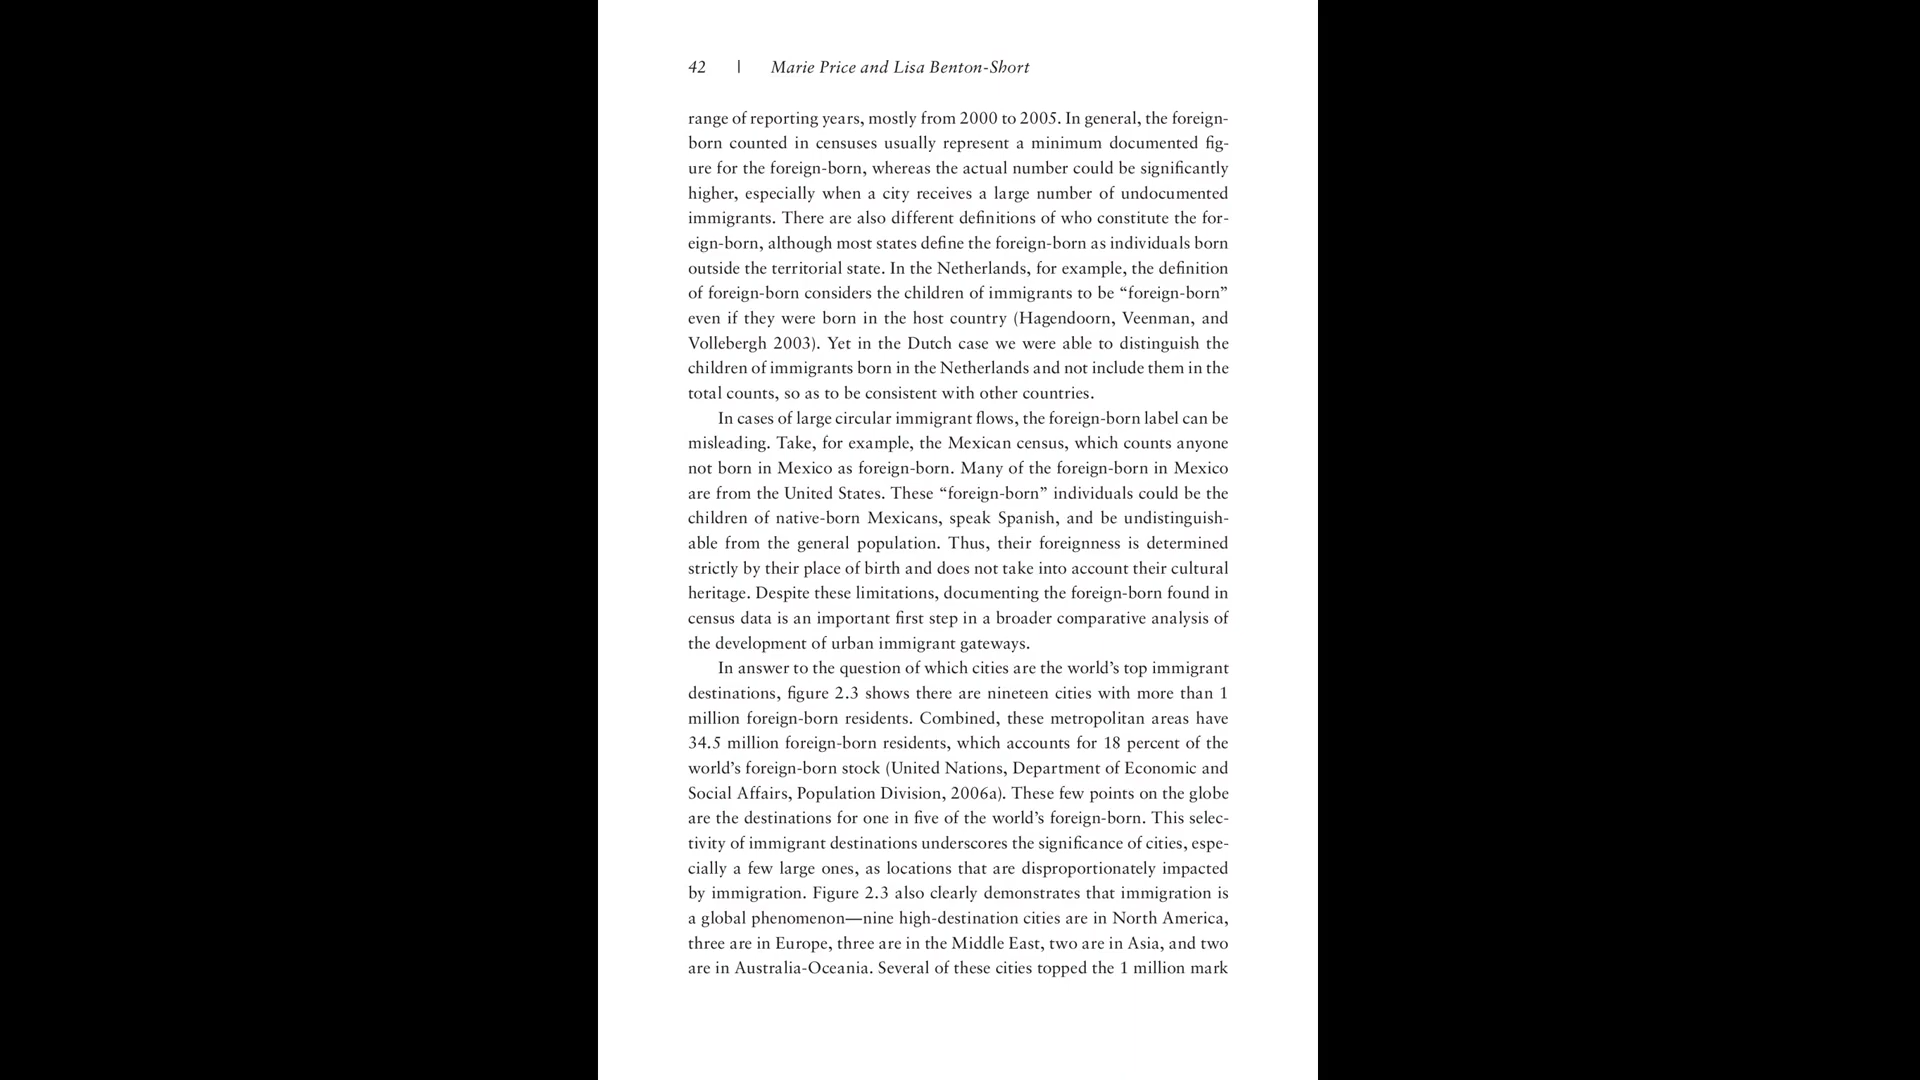 42 | Marie Price and Lisa Benton-Short
range of reporting years, mostly from 2000 to 2005. In general, the foreign-
born counted in censuses usually represent a minimum documented fig-
ure for the foreign-born, whereas the actual number could be significantly
higher, especially when a city receives a large number of undocumented
immigrants. There are also different definitions of who constitute the for-
eign-born, although most states define the foreign-born as individuals born
outside the territorial state. In the Netherlands, for example, the definition
of foreign-born considers the children of immigrants to be “foreign-born”
even if they were born in the host country (Hagendoorn, Veenman, and
Vollebergh 2003). Yet in the Dutch case we were able to distinguish the
children of immigrants born in the Netherlands and not include them in the
total counts, so as to be consistent with other countries.
In cases of large circular immigrant flows, the foreign-born label can be
misleading. Take, for example, the Mexican census, which counts anyone
not born in Mexico as foreign-born. Many of the foreign-born in Mexico
are from the United States. These “foreign-born” individuals could be the
children of native-born Mexicans, speak Spanish, and be undistinguish-
able from the general population. Thus, their foreignness is determined
strictly by their place of birth and does not take into account their cultural
heritage. Despite these limitations, documenting the foreign-born found in
census data is an important first step in a broader comparative analysis of
the development of urban immigrant gateways.
In answer to the question of which cities are the world’s top immigrant
destinations, figure 2.3 shows there are nineteen cities with more than 1
million foreign-born residents. Combined, these metropolitan areas have
34.5 million foreign-born residents, which accounts for 18 percent of the
world’s foreign-born stock (United Nations, Department of Economic and
Social Affairs, Population Division, 2006a). These few points on the globe
are the destinations for one in five of the world’s foreign-born. This selec-
tivity of immigrant destinations underscores the significance of cities, espe-
cially a few large ones, as locations that are disproportionately impacted
by immigration. Figure 2.3 also clearly demonstrates that immigration is
a global phenomenon—nine high-destination cities are in North America,
three are in Europe, three are in the Middle East, two are in Asia, and two
are in Australia-Oceania. Several of these cities topped the 1 million mark